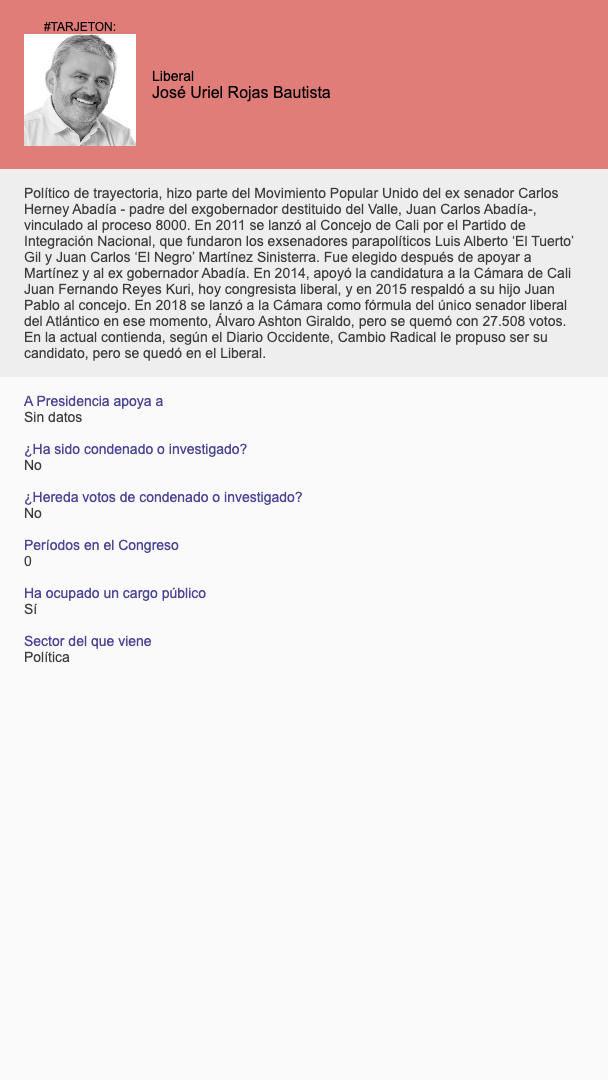 #TARJETON:
Liberal
José Uriel Rojas Bautista
Político de trayectoria, hizo parte del Movimiento Popular Unido del ex senador Carlos
Herney Abadía - padre del exgobernador destituido del Valle, Juan Carlos Abadía-,
vinculado al proceso 8000. En 2011 se lanzó al Concejo de Cali por el Partido de
Integración Nacional, que fundaron los exsenadores parapolíticos Luis Alberto ‘El Tuerto’
Gil y Juan Carlos ‘El Negro’ Martínez Sinisterra. Fue elegido después de apoyar a
Martínez y al ex gobernador Abadía. En 2014, apoyó la candidatura a la Cámara de Cali
Juan Fernando Reyes Kuri, hoy congresista liberal, y en 2015 respaldó a su hijo Juan
Pablo al concejo. En 2018 se lanzó a la Cámara como fórmula del único senador liberal
del Atlántico en ese momento, Álvaro Ashton Giraldo, pero se quemó con 27.508 votos.
En la actual contienda, según el Diario Occidente, Cambio Radical le propuso ser su
candidato, pero se quedó en el Liberal.
A Presidencia apoya a
Sin datos
¿Ha sido condenado o investigado?
No
¿Hereda votos de condenado o investigado?
No
Períodos en el Congreso
0
Ha ocupado un cargo público
Sí
Sector del que viene
Política